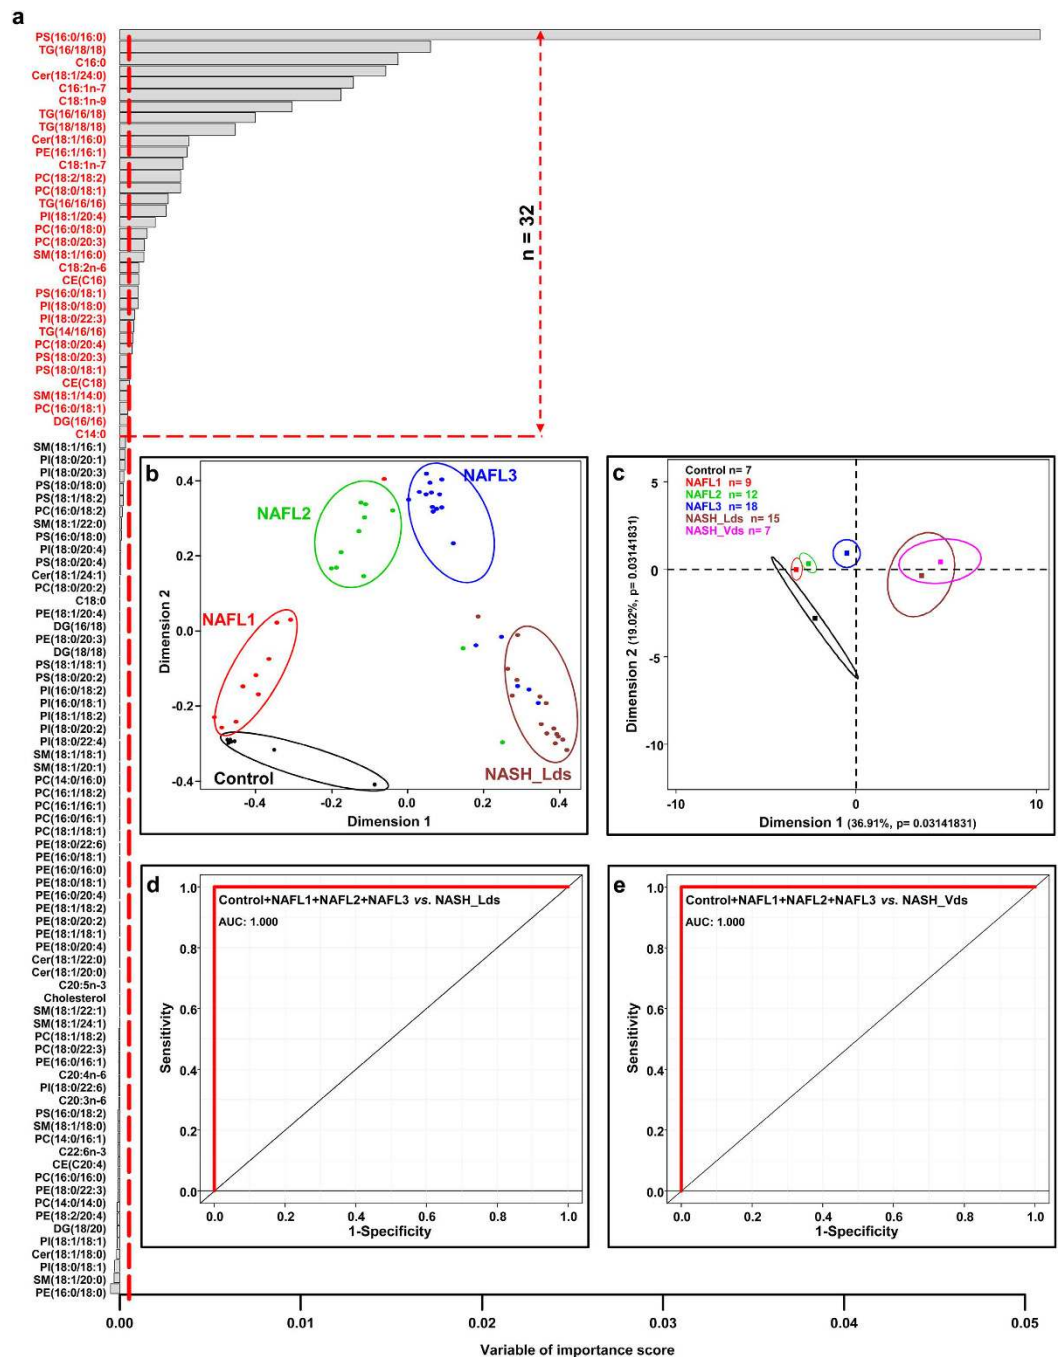 a
PS(16:0/16:0)
TG(16/18/18)
C16:0
Cer(18:1/24:0)
C16:1n-7
C18:1n-9
TG(16/16/18)
TG(18/18/18)
Cer(18:1/16:0)
PE(16:1/16:1)
C18:1n-7
PC(18:2/18:2)
PC(18:0/18:1)
TG(16/16/16)
PI(18:1/20:4)
PC(16:0/18:0)
PC(18:0/20:3)
SM(18:1/16:0)
C18:2n-6
CE(C16)
PS(16:0/18:1)
PI(18:0/18:0)
PI(18:0/22:3)
TG(14/16/16)
PC(18:0/20:4)
PS(18:0/20:3)
PS(18:0/18:1)
CE(C18)
SM(18:1/14:0)
PC(16:0/18:1)
DG(16/16)
C14:0
SM(18:1/16:1)
PI(18:0/20:1)
PI(18:0/20:3)
PS(18:0/18:0)
PS(18:1/18:2)
PC(16:0/18:2)
SM(18:1/22:0)
PS(16:0/18:0)
PI(18:0/20:4)
PS(18:0/20:4)
Cer(18:1/24:1)
PC(18:0/20:2)
C18:0
PE(18:1/20:4)
DG(16/18)
PE(18:0/20:3)
DG(18/18)
PS(18:1/18:1)
PS(18:0/20:2)
PI(16:0/18:2)
PI(16:0/18:1)
PI(18:1/18:2)
PI(18:0/20:2)
PI(18:0/22:4)
SM(18:1/18:1)
SM(18:1/20:1)
PC(14:0/16:0)
PC(16:1/18:2)
PC(16:1/16:1)
PC(16:0/16:1)
PC(18:1/18:1)
PE(18:0/22:6)
PE(16:0/18:1)
PE(16:0/16:0)
PE(18:0/18:1)
PE(16:0/20:4)
PE(18:1/18:2)
PE(18:0/20:2)
PE(18:1/18:1)
PE(18:0/20:4)
Cer(18:1/22:0)
Cer(18:1/20:0)
C20:5n-3
Cholesterol
SM(18:1/22:1)
SM(18:1/24:1)
PC(18:1/18:2)
PC(18:0/22:3)
PE(16:0/16:1)
C20:4n-6
PI(18:0/22:6)
C20:3n-6
PS(16:0/18:2)
SM(18:1/18:0)
PC(14:0/16:1)
C22:6n-3
CE(C20:4)
PC(16:0/16:0)
PE(18:0/22:3)
PC(14:0/14:0)
PE(18:2/20:4)
DG(18/20)
PI(18:1/18:1)
Cer(18:1/18:0)
PI(18:0/18:1)
SM(18:1/20:0)
PE(16:0/18:0)
n = 32
0.00 0.01 0.02 0.03 0.04 0.05
Variable of importance score
b
NAFL3
NAFL2
NAFL1
Control
NASH_Lds
0.4
0.2
0.0
-0.2
-0.4
Dimension 2
-0.4 -0.2 0.0 0.2 0.4
Dimension 1
c
Control n= 7
NAFL1 n= 9
NAFL2 n= 12
NAFL3 n= 18
NASH_Lds n= 15
NASH_Vds n= 7
5
0
-5
-10
Dimension 2 (19.02%, p= 0.03141831)
-10 0 10
Dimension 1 (36.91%, p= 0.03141831)
d
Control+NAFL1+NAFL2+NAFL3 vs. NASH_Lds
AUC: 1.000
1.0
0.8
0.6
0.4
0.2
0.0
Sensitivity
0.0 0.2 0.4 0.6 0.8 1.0
1-Specificity
e
Control+NAFL1+NAFL2+NAFL3 vs. NASH_Vds
AUC: 1.000
1.0
0.8
0.6
0.4
0.2
0.0
Sensitivity
0.0 0.2 0.4 0.6 0.8 1.0
1-Specificity